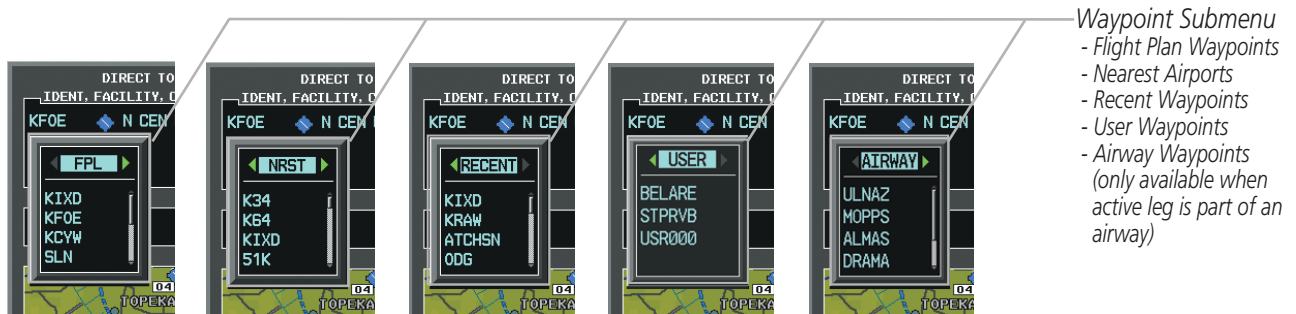 Waypoint Submenu
- Flight Plan Waypoints
- Nearest Airports
- Recent Waypoints
- User Waypoints
- Airway Waypoints
(only available when
active leg is part of an
airway)
DIRECT TO
IDENT, FACILITY, C
KFOE N CEN
FPL
KIXD
KFOE
KCYW
SLN
04
TOPEKA
DIRECT TO
IDENT, FACILITY, C
KFOE N CEN
NRST
K34
K64
KIXD
51K
04
TOPEKA
DIRECT TO
IDENT, FACILITY, C
KFOE N CEN
RECENT
KIXD
KRAW
ATCHSN
ODG
04
TOPEKA
DIRECT TO
IDENT, FACILITY, C
KFOE N CEN
USER
BELARE
STPRVB
USR000
04
TOPEKA
DIRECT TO
IDENT, FACILITY, C
KFOE N CEN
AIRWAY
ULNAZ
MOPPS
ALMAS
DRAMA
04
TOPEKA